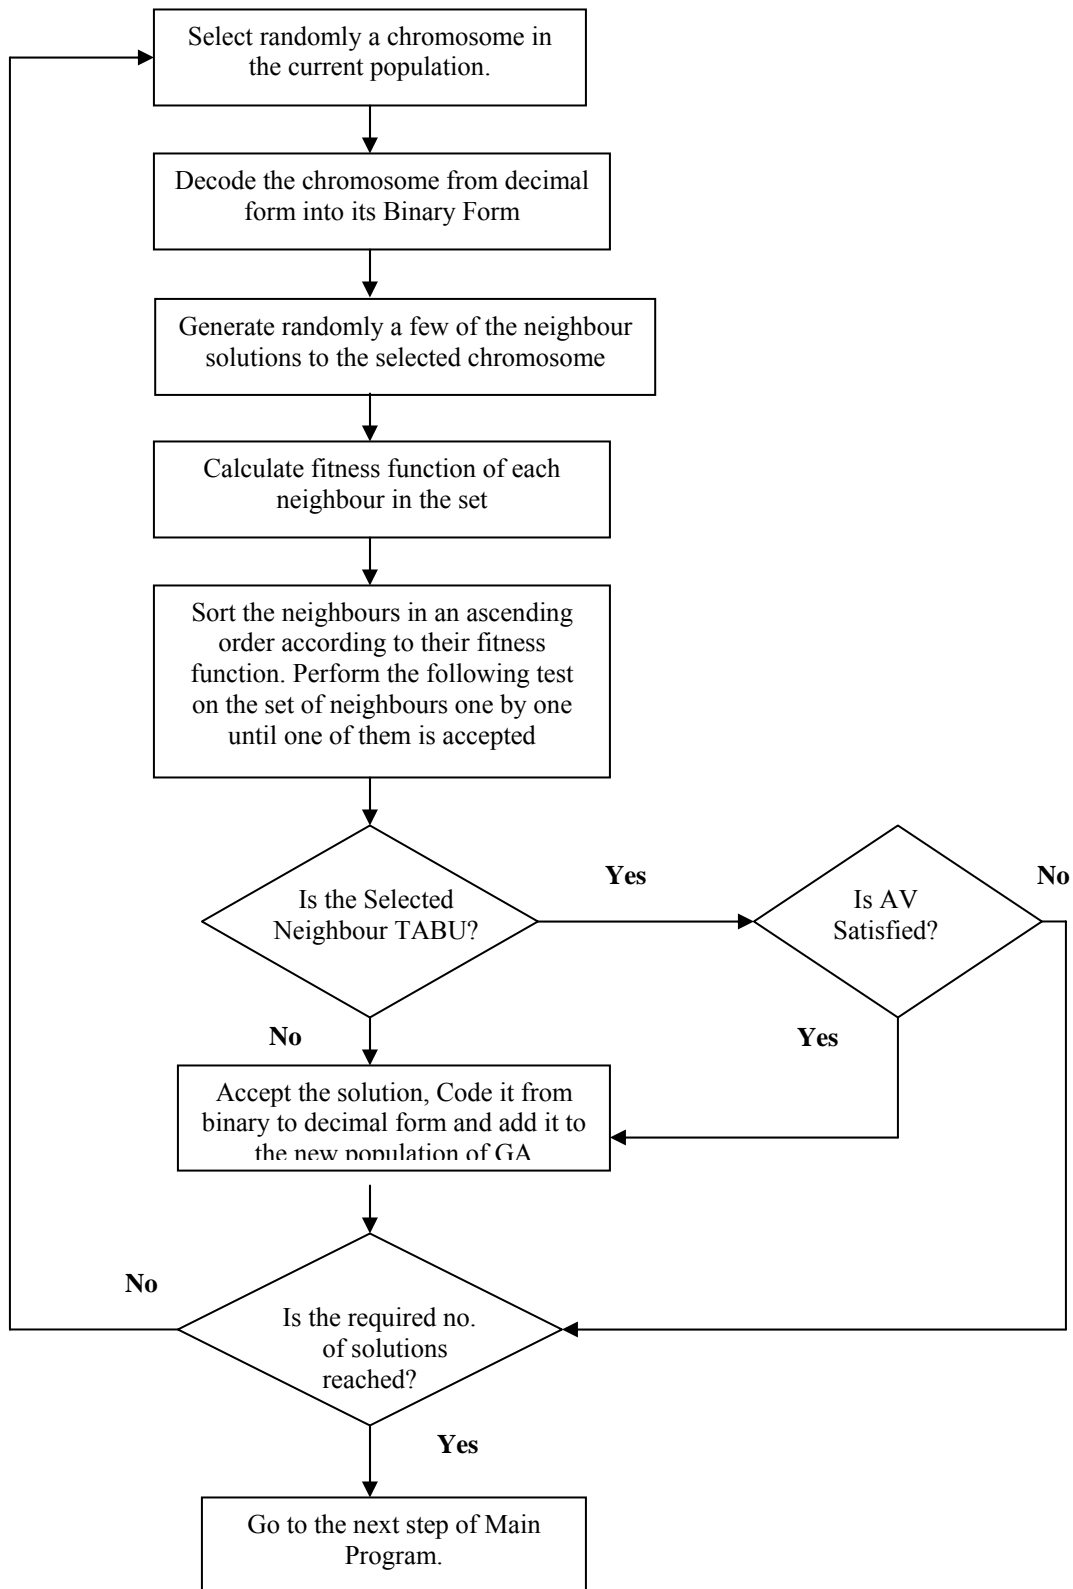 Select randomly a chromosome in
the current population.
Decode the chromosome from decimal
form into its Binary Form
Generate randomly a few of the neighbour
solutions to the selected chromosome
Calculate fitness function of each
neighbour in the set
Sort the neighbours in an ascending
order according to their fitness
function. Perform the following test
on the set of neighbours one by one
until one of them is accepted
Is the Selected
Neighbour TABU?
Yes
Is AV
Satisfied?
No
No
Yes
Accept the solution, Code it from
binary to decimal form and add it to
the new population of GA
No
Is the required no.
of solutions
reached?
Yes
Go to the next step of Main
Program.